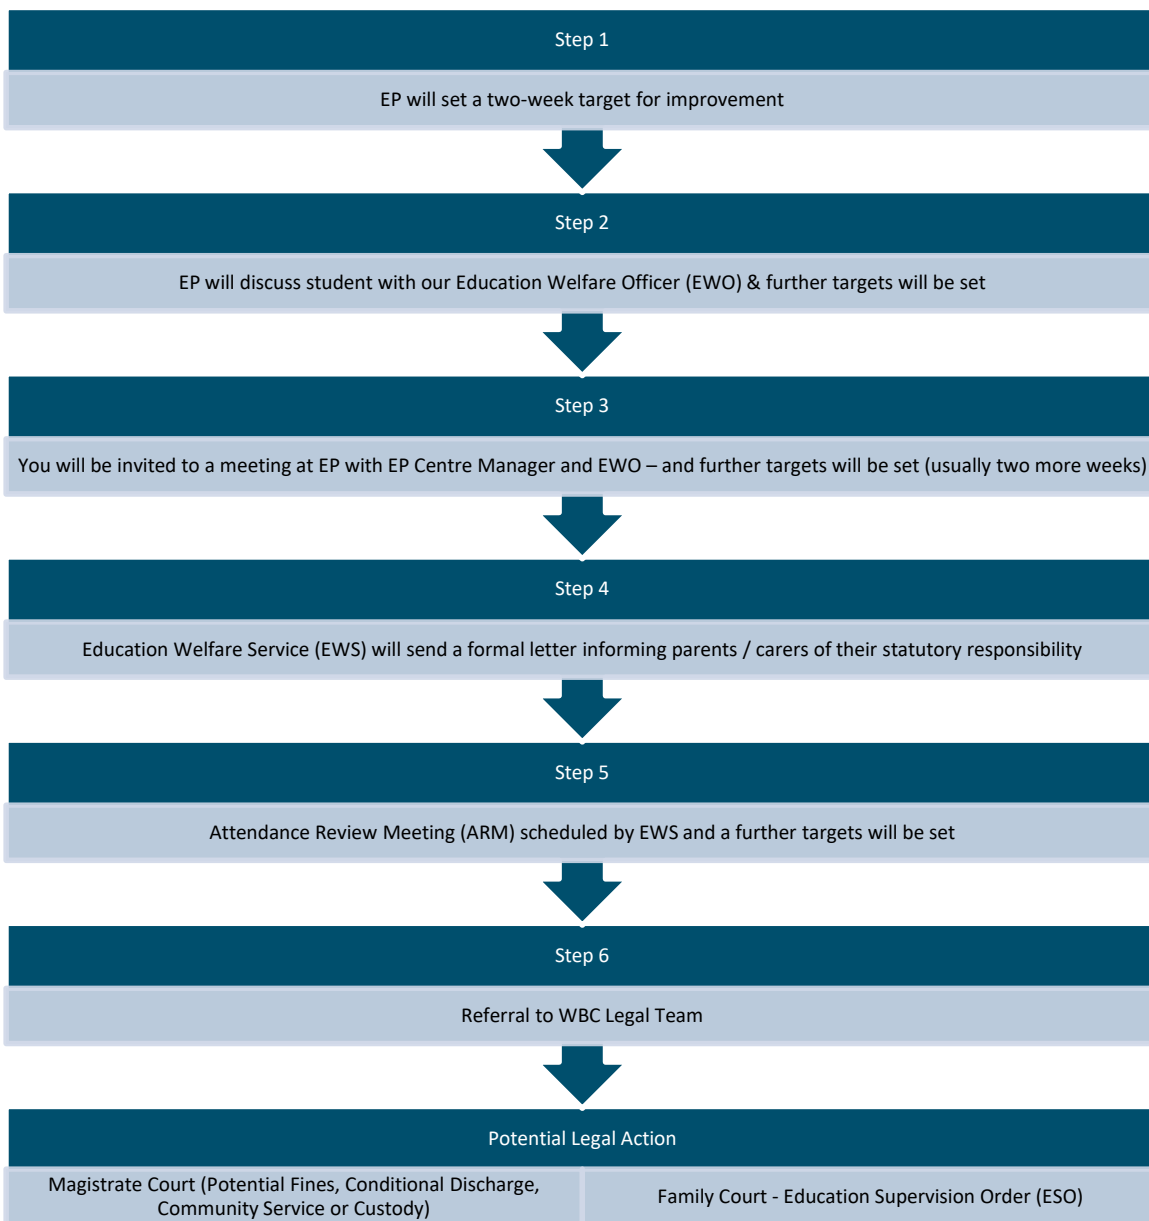 Step 1
EP will set a two-week target for improvement
Step 2
EP will discuss student with our Education Welfare Officer (EWO) & further targets will be set
Step 3
You will be invited to a meeting at EP with EP Centre Manager and EWO – and further targets will be set (usually two more weeks)
Step 4
Education Welfare Service (EWS) will send a formal letter informing parents / carers of their statutory responsibility
Step 5
Attendance Review Meeting (ARM) scheduled by EWS and a further targets will be set
Step 6
Referral to WBC Legal Team
Potential Legal Action
Magistrate Court (Potential Fines, Conditional Discharge,
Community Service or Custody)
Family Court - Education Supervision Order (ESO)